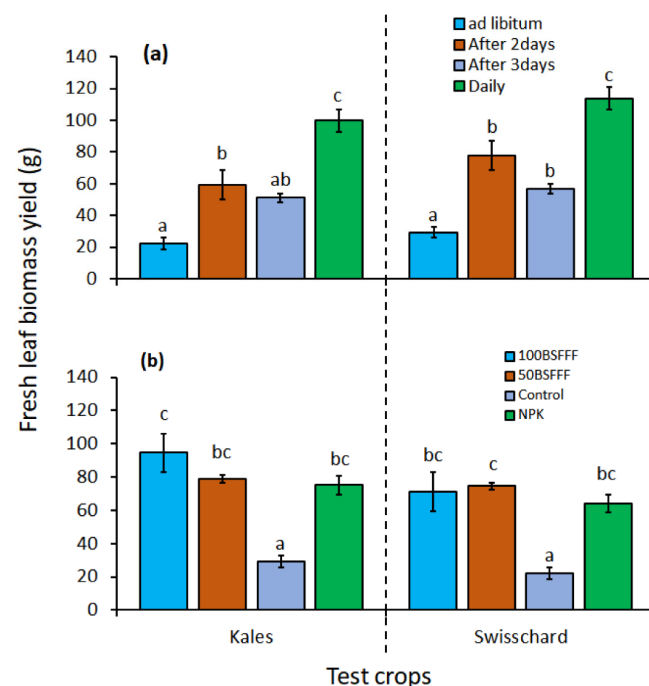 ad libitum
After 2days
After 3days
Daily
(a)
140
120
100
80
60
40
20
0
a
b
ab
c
a
b
b
c
Fresh leaf biomass yield (g)
100BSFFF
50BSFFF
Control
NPK
(b)
140
120
100
80
60
40
20
0
c
bc
a
bc
bc
c
a
bc
Kales
Swisschard
Test crops